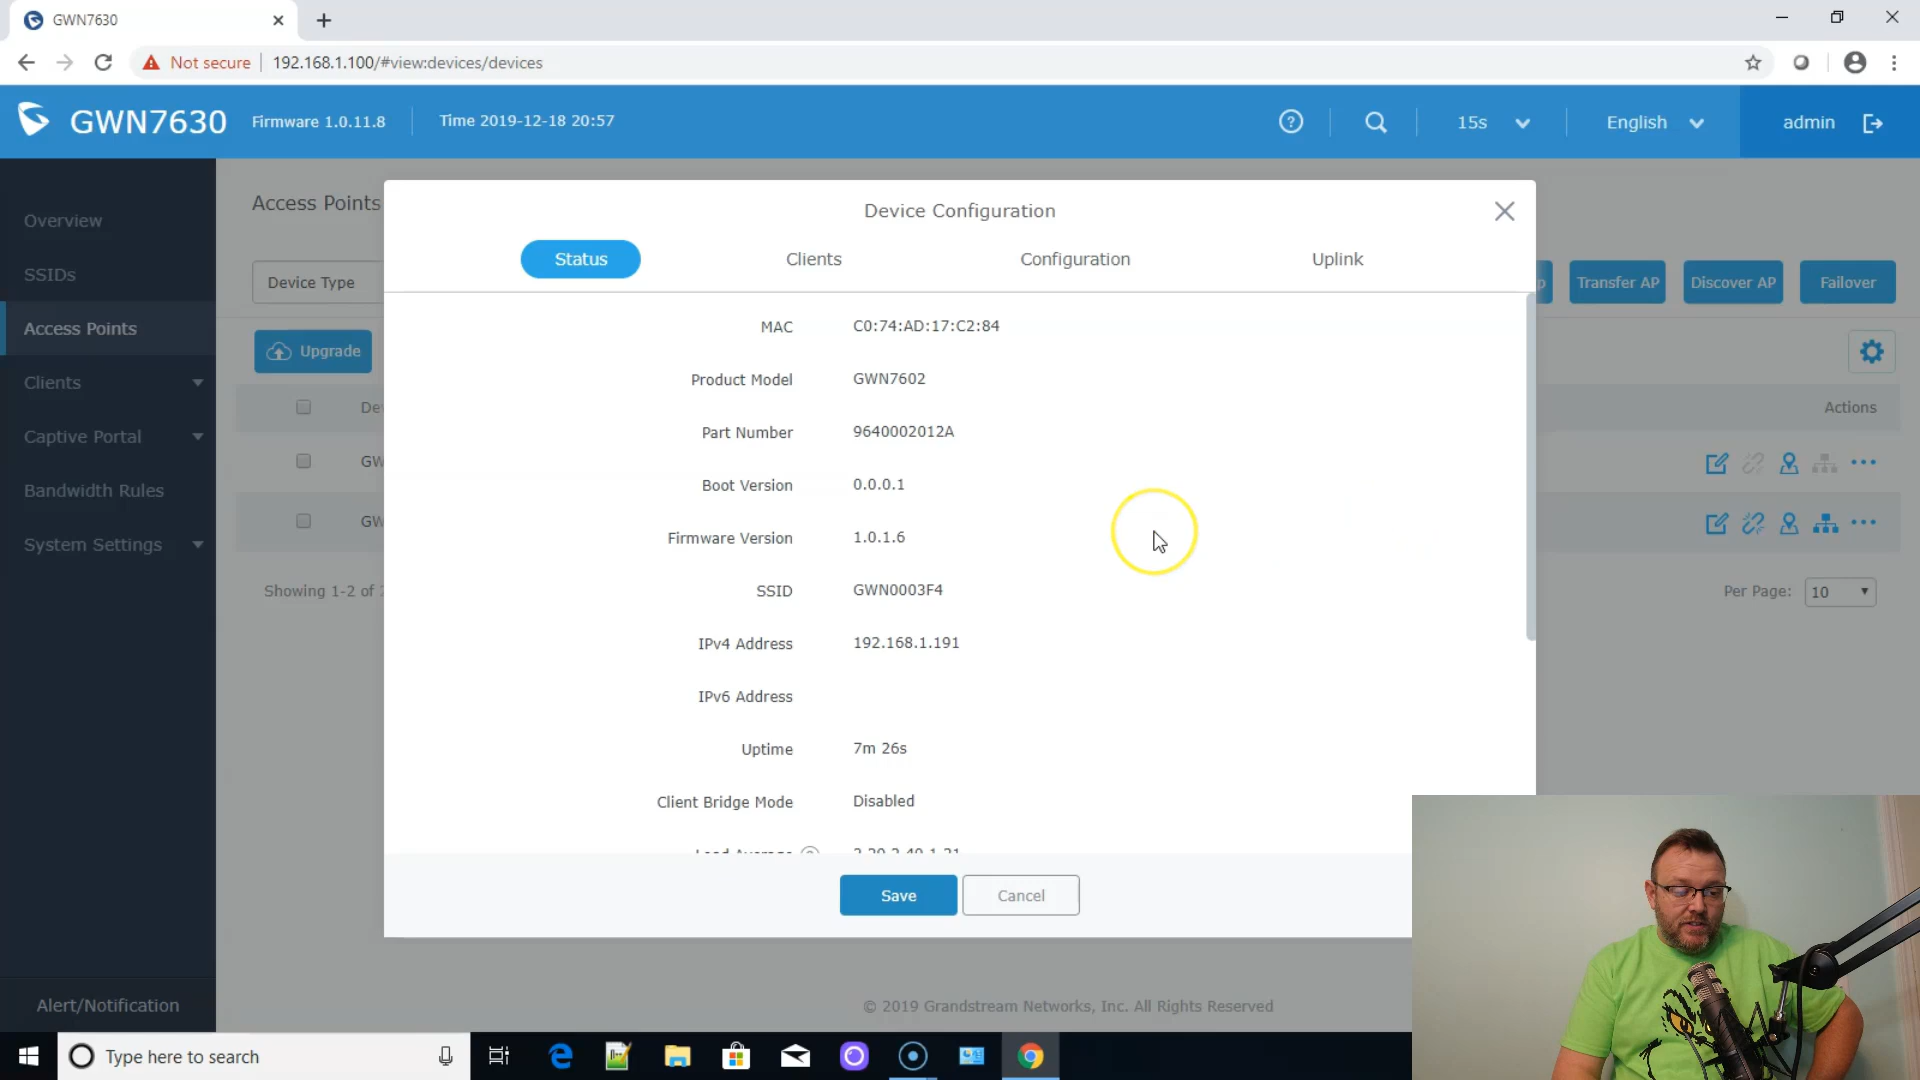 GWN7630
Not secure
192.168.1.100/#view:devices/devices
GWN7630
Firmware 1.0.11.8
Time 2019-12-18 20:57
15s
English
admin
Overview
SSIDs
Access Points
Clients
Captive Portal
Bandwidth Rules
System Settings
Alert/Notification
Access Points
Device Type
Transfer AP
Discover AP
Failover
Upgrade
Actions
GW
GW
Showing 1-2 of
Per Page: 10
Device Configuration
Status
Clients
Configuration
Uplink
MAC C0:74:AD:17:C2:84
Product Model GWN7602
Part Number 9640002012A
Boot Version 0.0.0.1
Firmware Version 1.0.1.6
SSID GWN0003F4
IPv4 Address 192.168.1.191
IPv6 Address
Uptime 7m 26s
Client Bridge Mode Disabled
Save
Cancel
© 2019 Grandstream Networks, Inc. All Rights Reserved
Type here to search